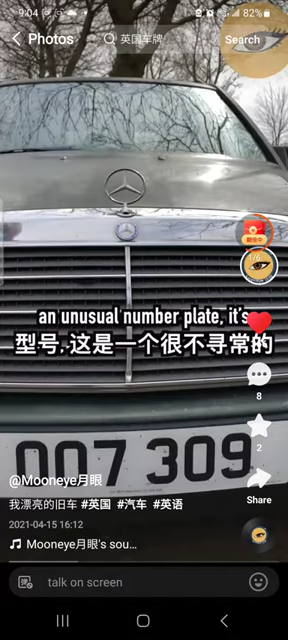 9:04
82%
Photos
英国车牌
Search
1/6
an unusual number plate, it's
型号，这是一个很不寻常的
007 309
8
@Mooneye月眼
2
我漂亮的旧车 #英国 #汽车 #英语
Share
2021-04-15 16:12
Mooneye月眼's sou...
talk on screen